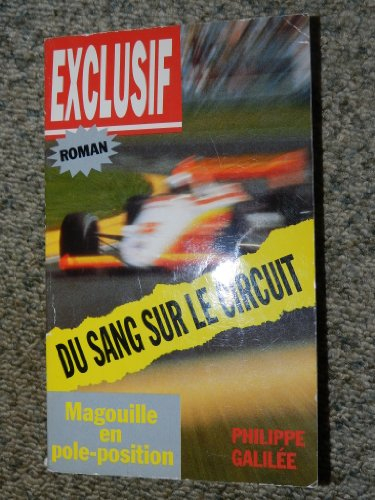 EXCLUSIF
ROMAN
DU SANG SUR LE CIRCUIT
Magouille
en
pole-position
PHILIPPE
GALILÉE